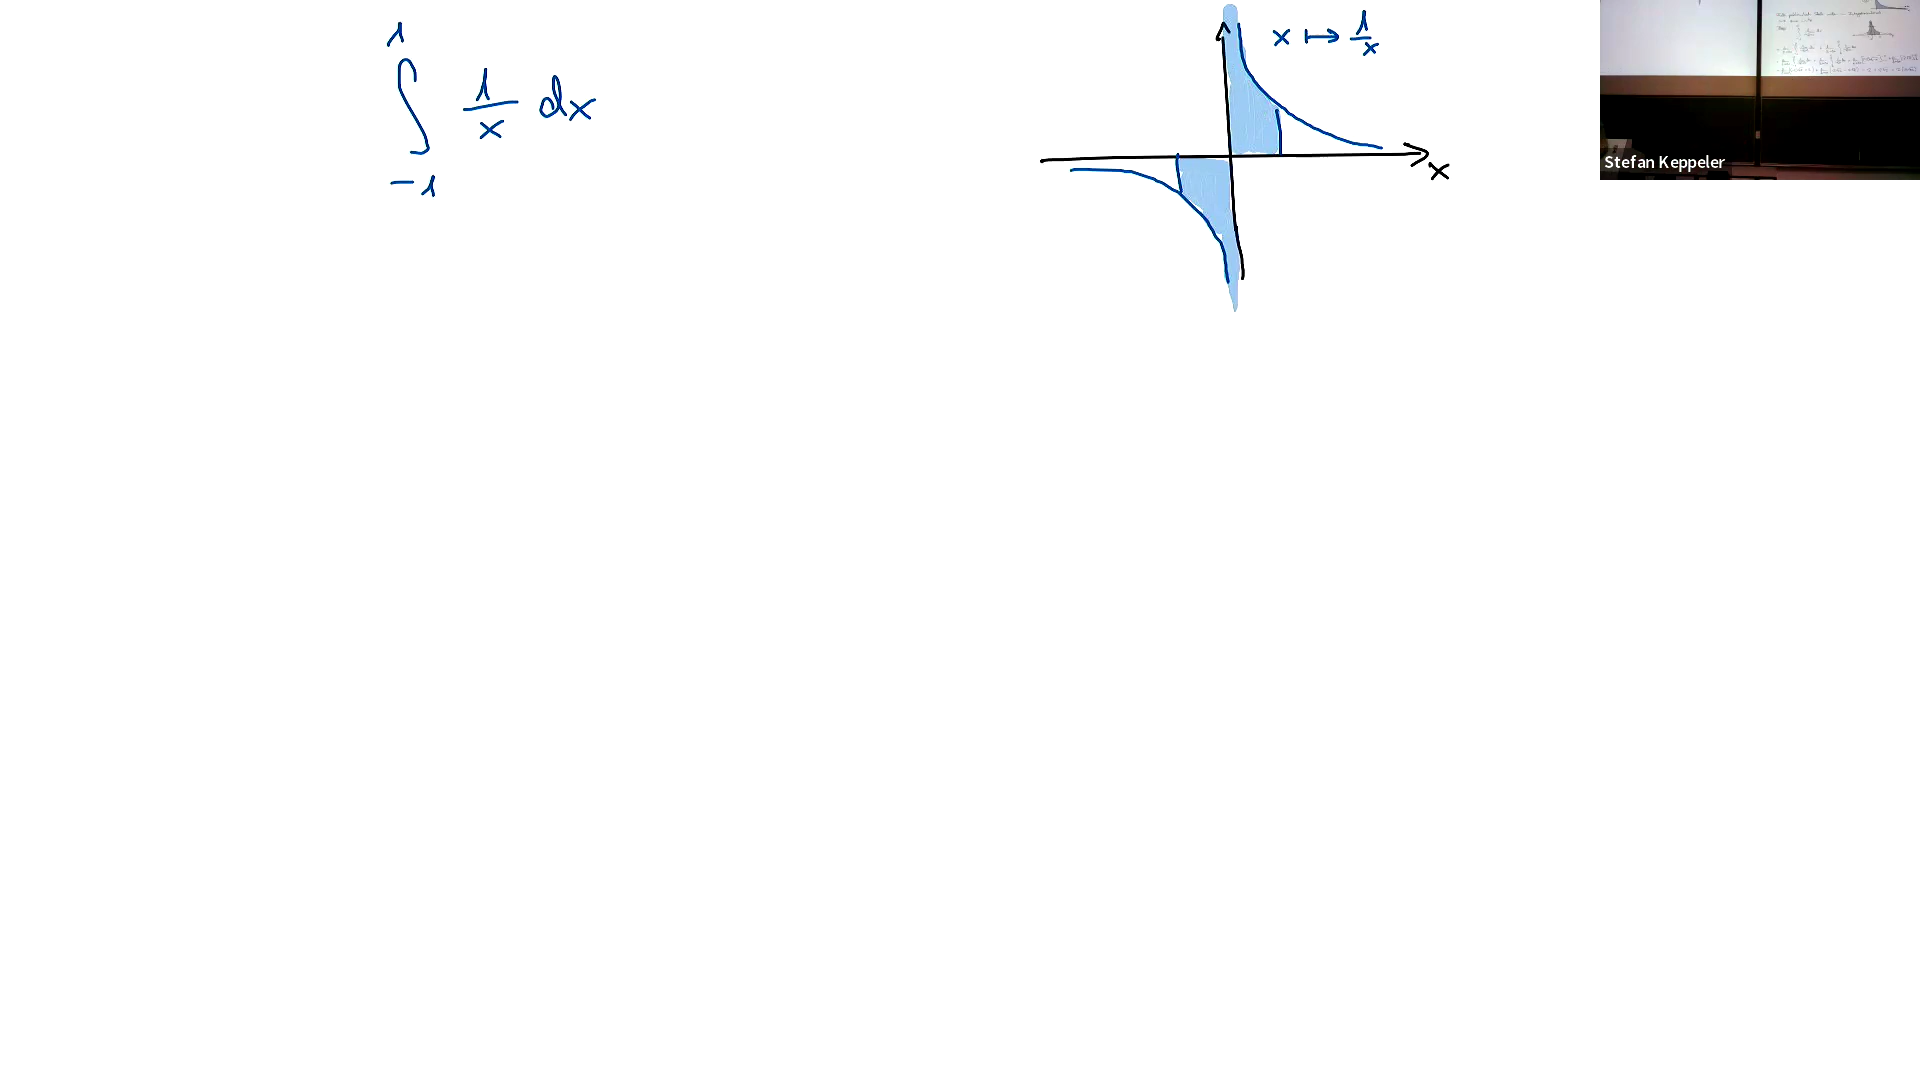 ∫_{-1}^{1} 1/x dx
x ↦ 1/x
x
Stefan Keppeler